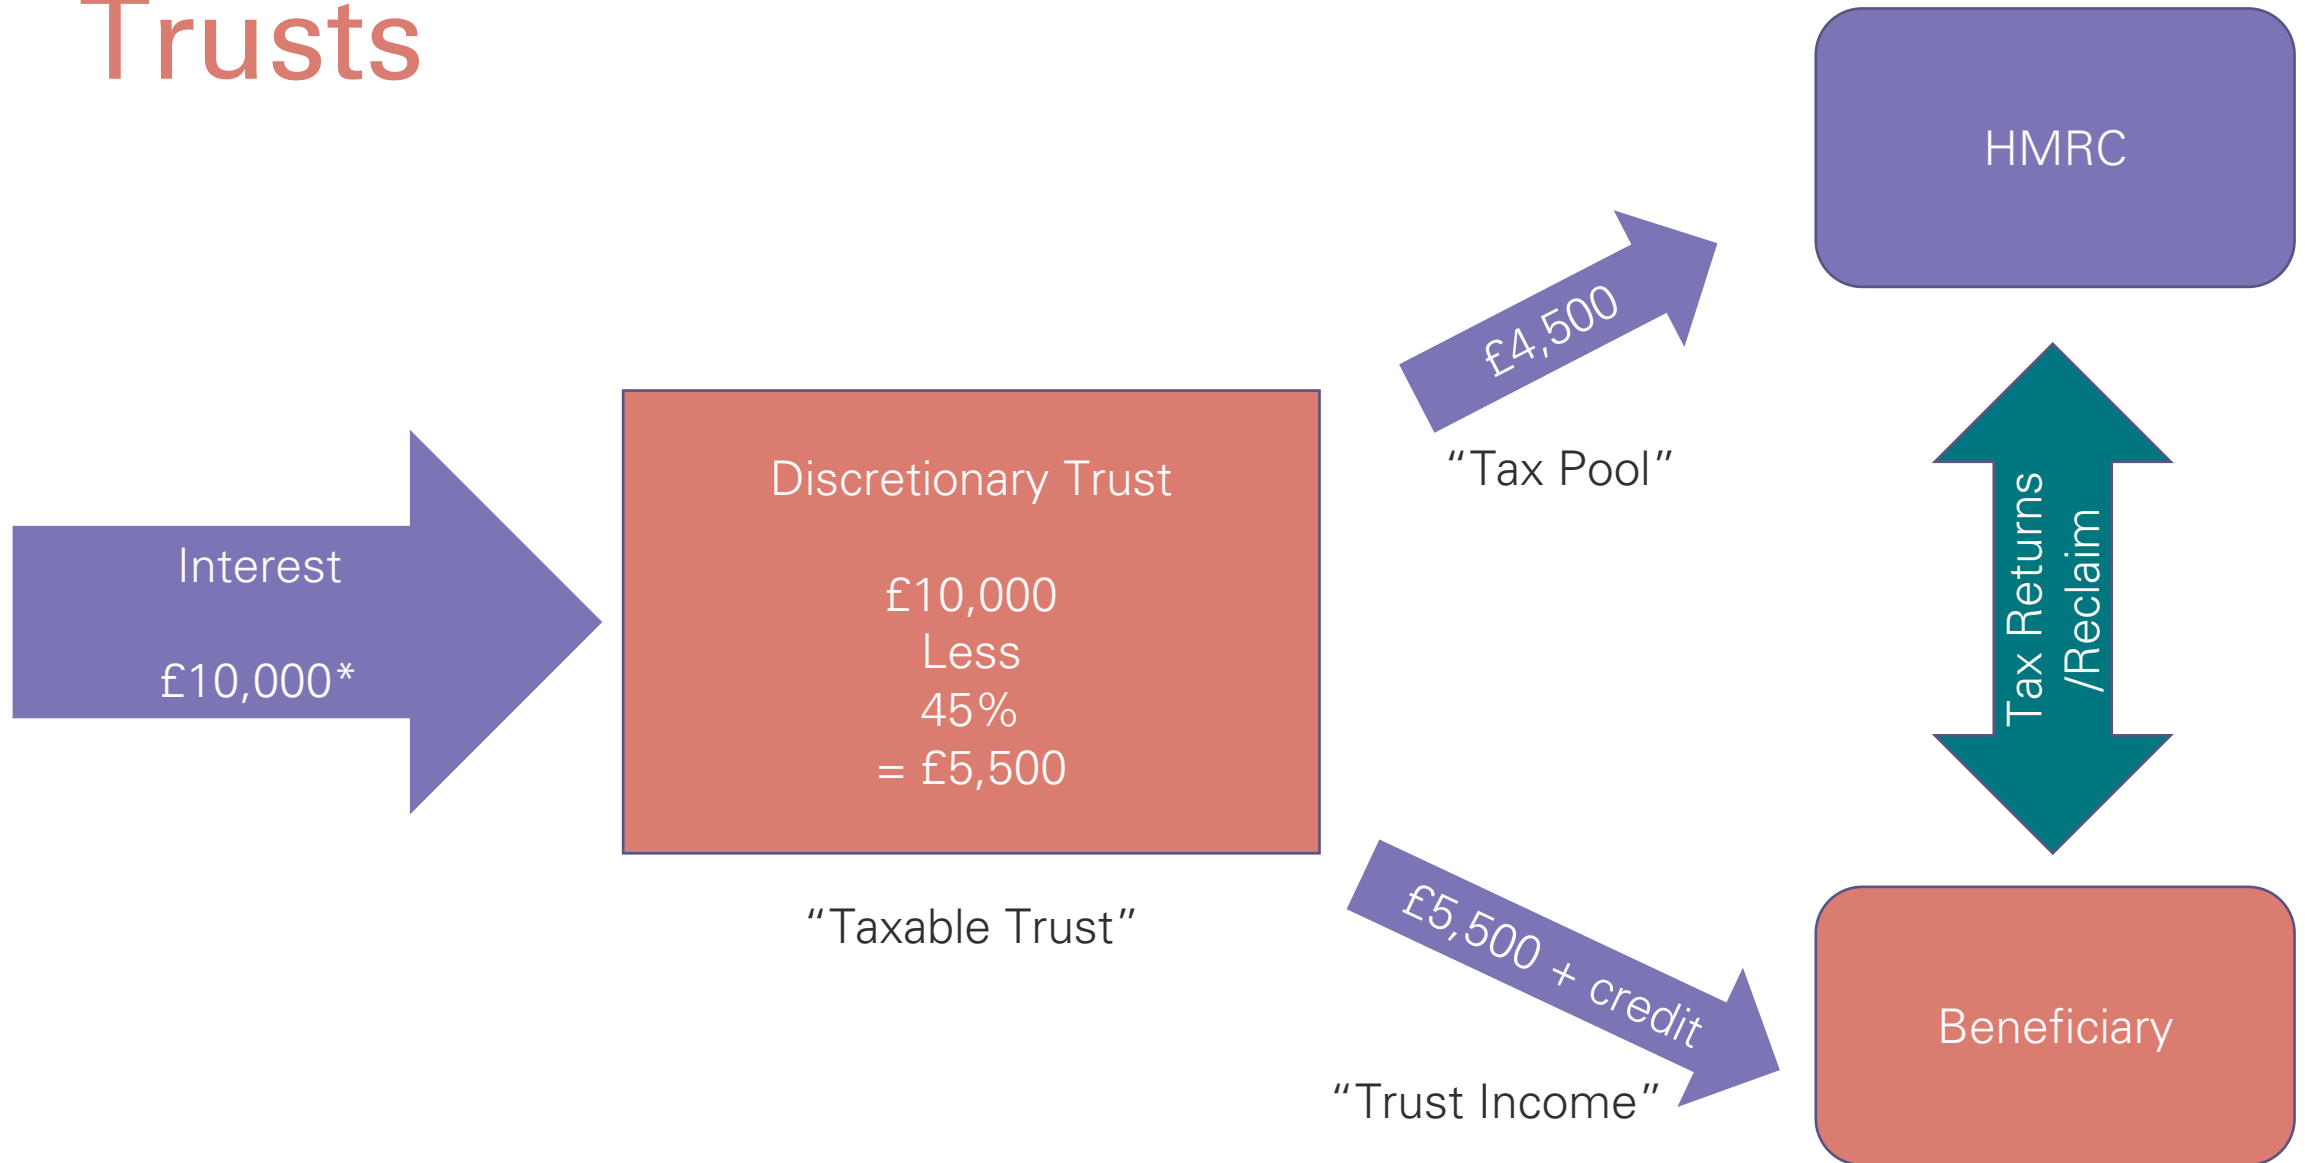 Trusts
HMRC
£4,500
"Tax Pool"
Discretionary Trust
£10,000
Less
45%
= £5,500
Interest
£10,000*
Tax Returns
/Reclaim
"Taxable Trust"
£5,500 + credit
"Trust Income"
Beneficiary